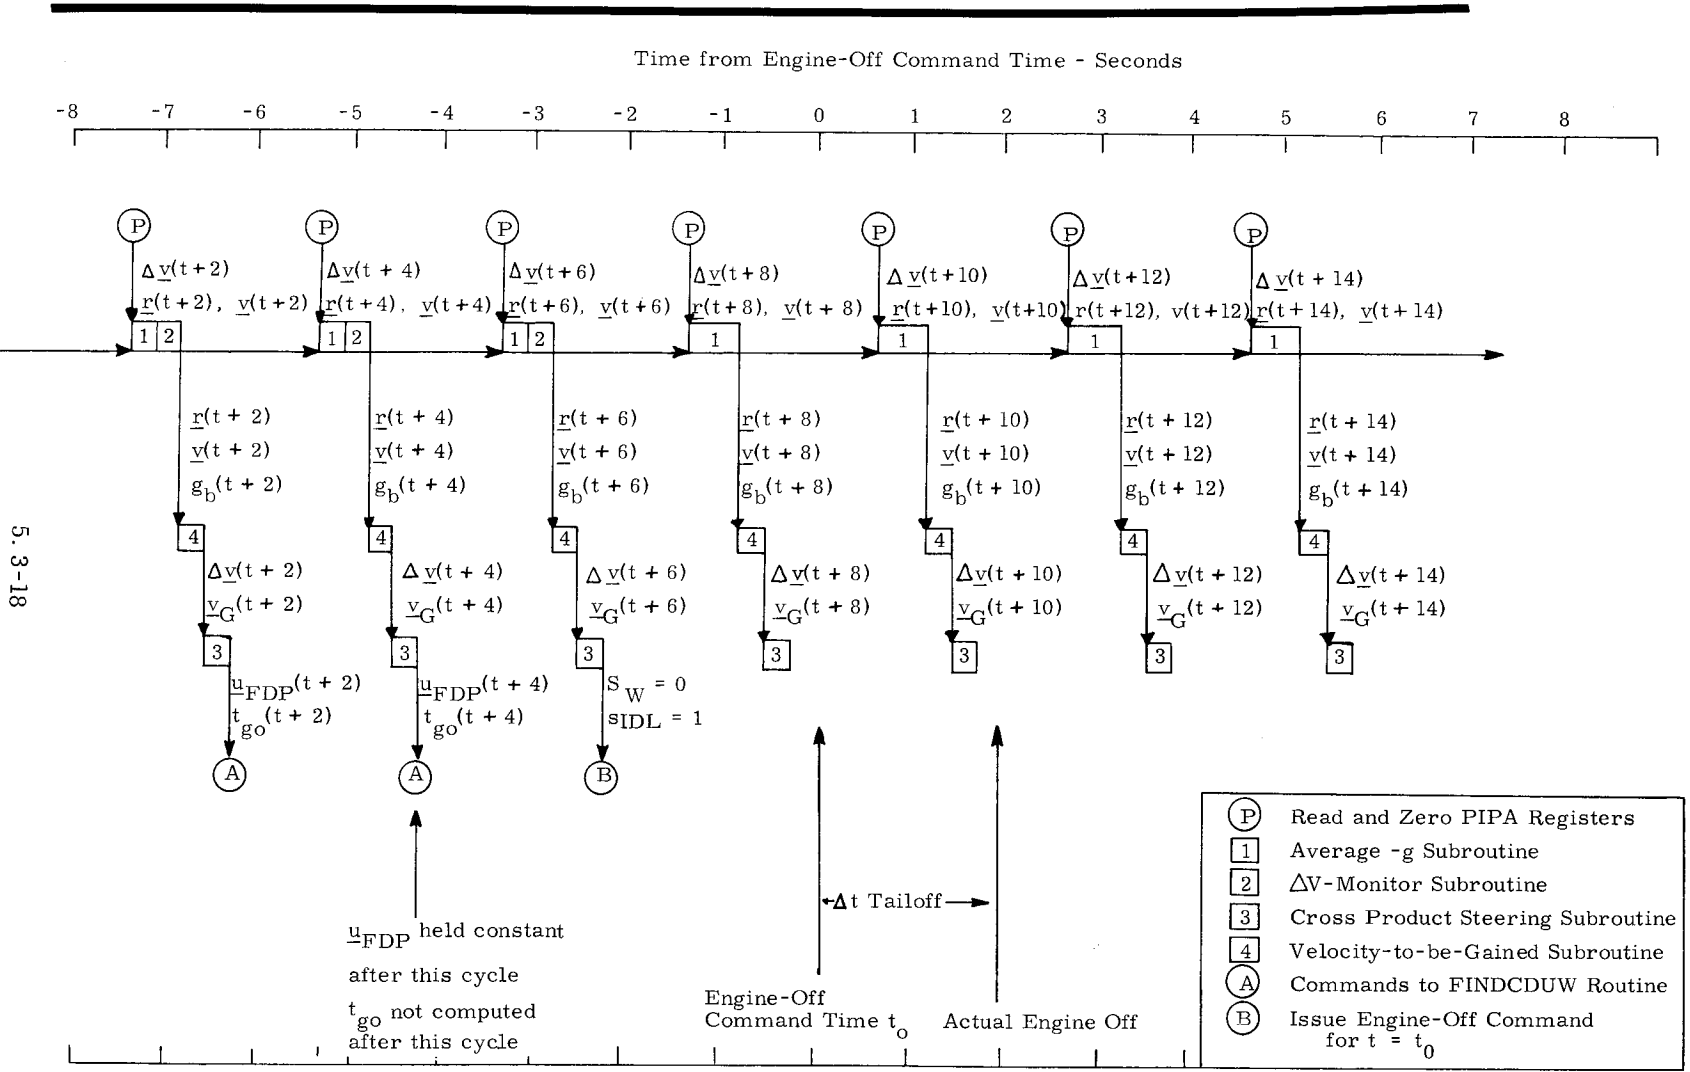 Time from Engine-Off Command Time - Seconds
-8 -7 -6 -5 -4 -3 -2 -1 0 1 2 3 4 5 6 7 8
P P P P P P P
Δv(t+2) Δv(t + 4) Δv(t+6) Δv(t+8) Δv(t+10) Δv(t+12) Δv(t + 14)
r(t+2), v(t+2) r(t+4), v(t+4) r(t+6), v(t+6) r(t+8), v(t + 8) r(t+10), v(t+10) r(t+12), v(t+12) r(t+14), v(t+14)
1 2 1 2 1 2 1 1 1 1
r(t + 2) r(t + 4) r(t + 6) r(t + 8) r(t + 10) r(t + 12) r(t + 14)
v(t + 2) v(t + 4) v(t + 6) v(t + 8) v(t + 10) v(t + 12) v(t + 14)
gb(t + 2) gb(t + 4) gb(t + 6) gb(t + 8) gb(t + 10) gb(t + 12) gb(t + 14)
4 4 4 4 4 4 4
Δv(t + 2) Δv(t + 4) Δv(t + 6) Δv(t + 8) Δv(t + 10) Δv(t + 12) Δv(t + 14)
vG(t + 2) vG(t + 4) vG(t + 6) vG(t + 8) vG(t + 10) vG(t + 12) vG(t + 14)
3 3 3 3 3 3 3
uFDP(t + 2) uFDP(t + 4) SW = 0
tgo(t + 2) tgo(t + 4) sIDL = 1
A A B
uFDP held constant
after this cycle
tgo not computed
after this cycle
Δt Tailoff
Engine-Off
Command Time to
Actual Engine Off
P Read and Zero PIPA Registers
1 Average -g Subroutine
2 ΔV-Monitor Subroutine
3 Cross Product Steering Subroutine
4 Velocity-to-be-Gained Subroutine
A Commands to FINDCDUW Routine
B Issue Engine-Off Command
for t = t0
5.3-18